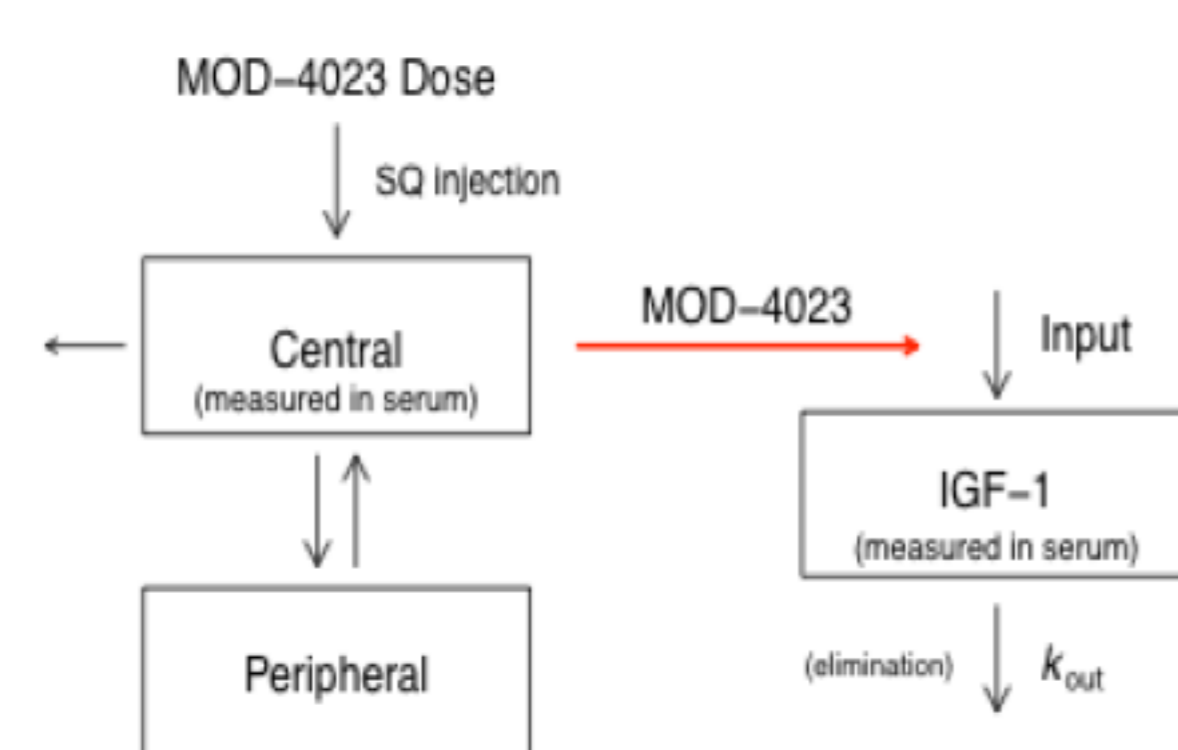 MOD–4023 Dose
SQ injection
MOD–4023
Input
Central
(measured in serum)
IGF–1
(measured in serum)
Peripheral
(elimination)
kout